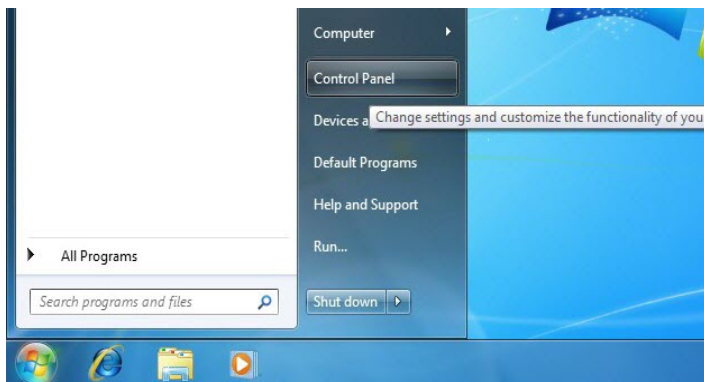 Computer
Control Panel
Devices a
Change settings and customize the functionality of you
Default Programs
Help and Support
Run...
All Programs
Search programs and files
Shut down